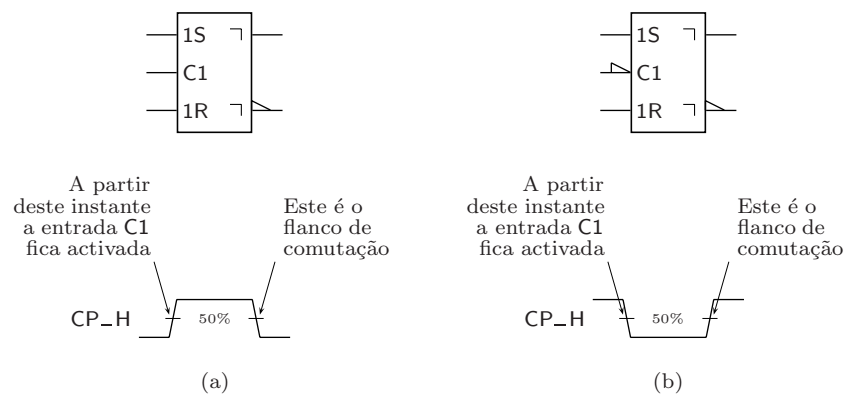 1S
C1
1R
1S
C1
1R
A partir
deste instante
a entrada C1
fica activada
Este é o
flanco de
comutação
A partir
deste instante
a entrada C1
fica activada
Este é o
flanco de
comutação
CP_H
50%
CP_H
50%
(a)
(b)